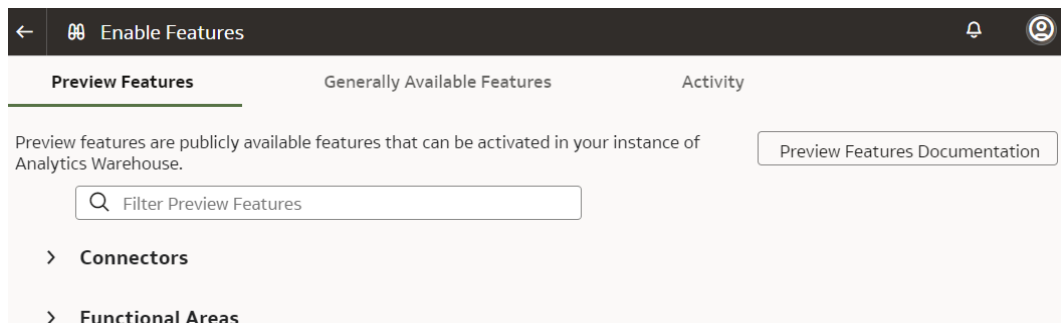 Enable Features
Preview Features
Generally Available Features
Activity
Preview features are publicly available features that can be activated in your instance of
Analytics Warehouse.
Preview Features Documentation
Filter Preview Features
Connectors
Functional Areas